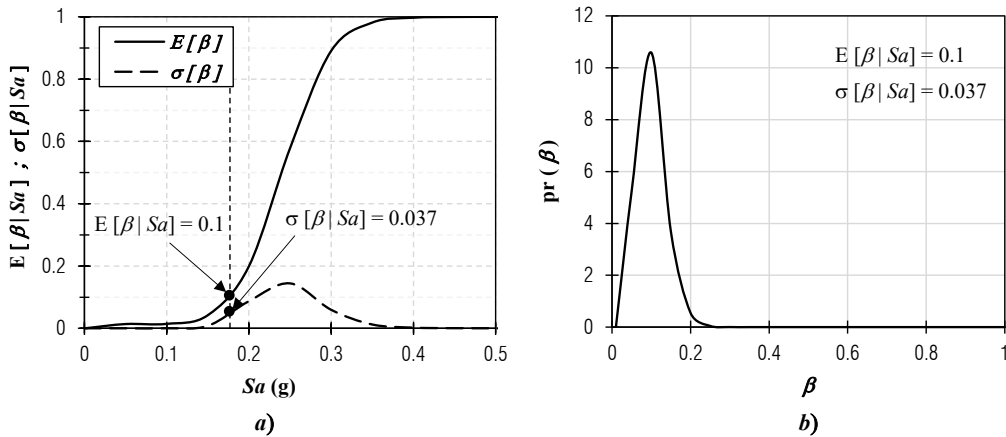 E[β]
σ[β]
E [β| Sa] ; σ[β| Sa]
1
0.8
0.6
0.4
0.2
0
E [β| Sa] = 0.1
σ [β| Sa] = 0.037
0 0.1 0.2 0.3 0.4 0.5
Sa (g)
a)
pr (β)
12
10
8
6
4
2
0
E [β| Sa] = 0.1
σ [β| Sa] = 0.037
0 0.2 0.4 0.6 0.8 1
β
b)